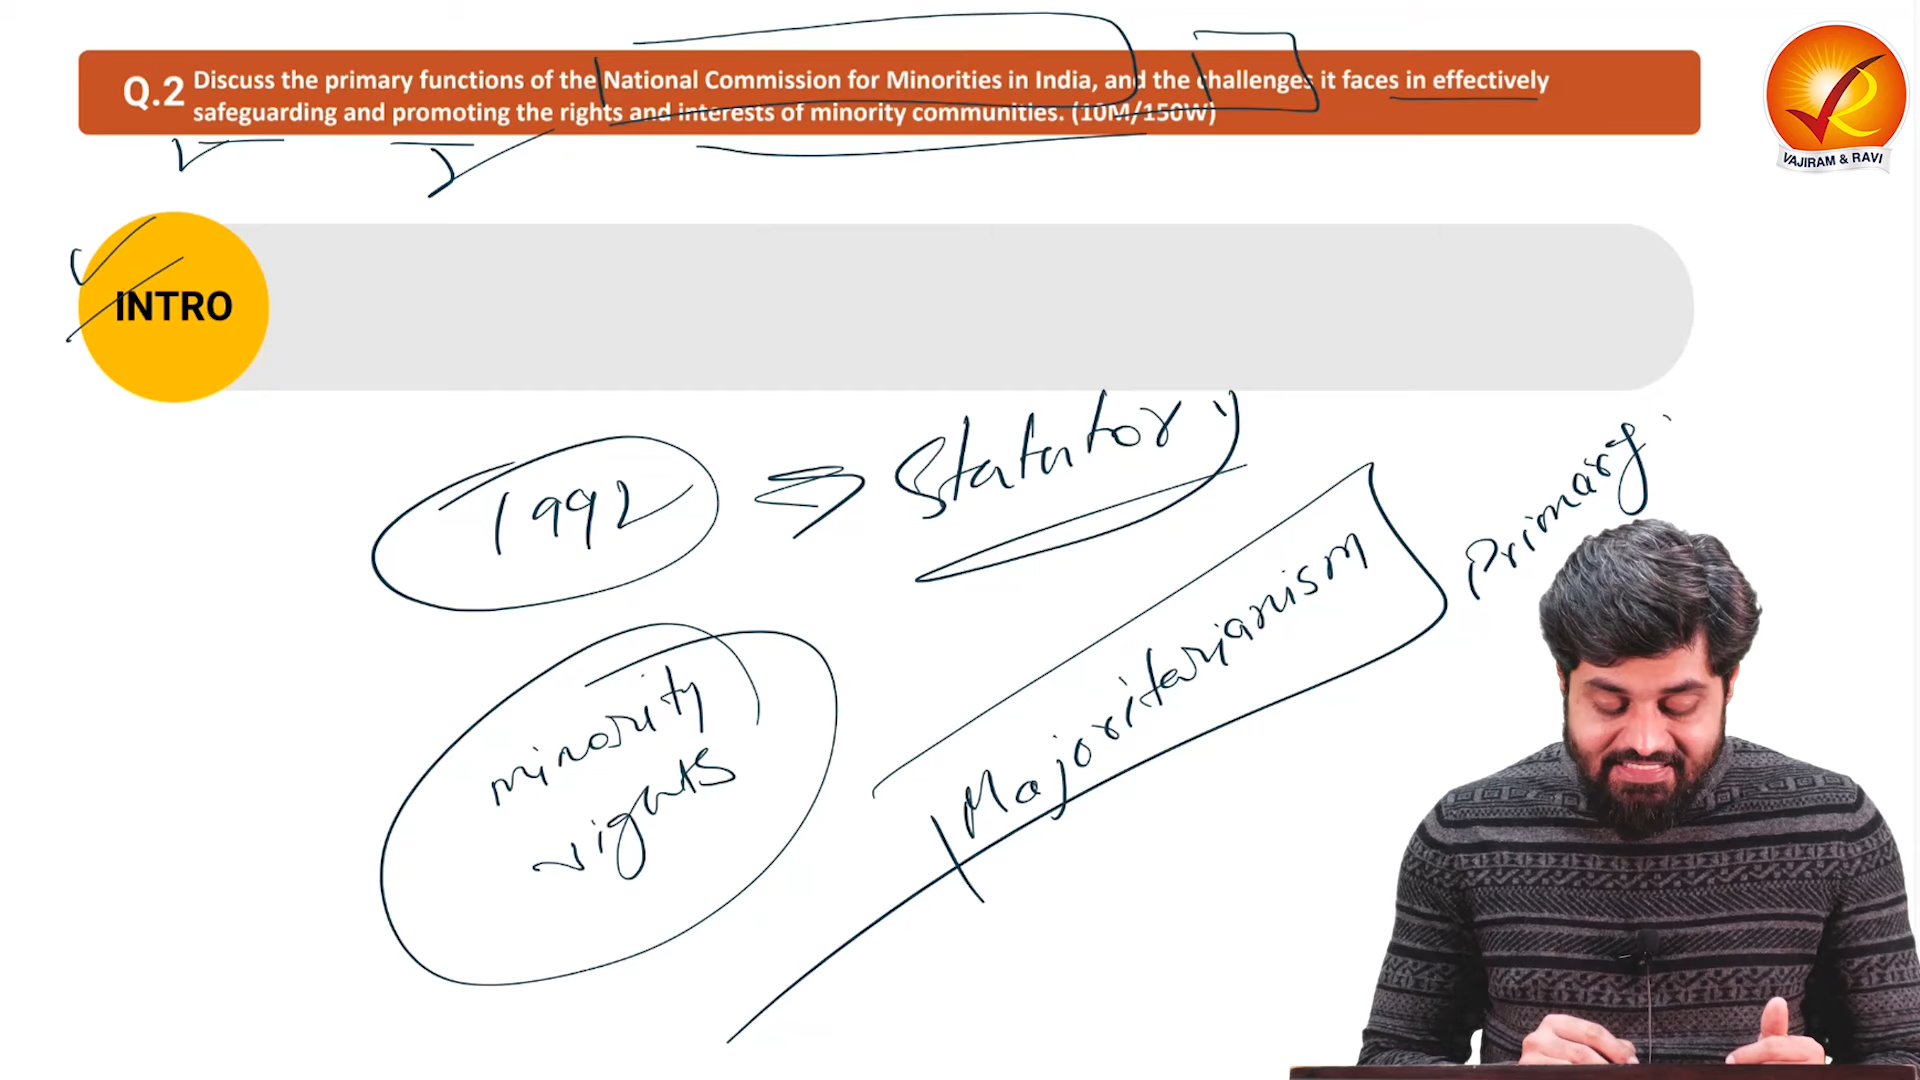 Q.2 Discuss the primary functions of the National Commission for Minorities in India, and the challenges it faces in effectively
safeguarding and promoting the rights and interests of minority communities. (10M/150W)
VAJIRAM & RAVI
INTRO
1992 ⇒ Statutory
Primary
minority
rights
Majoritarianism